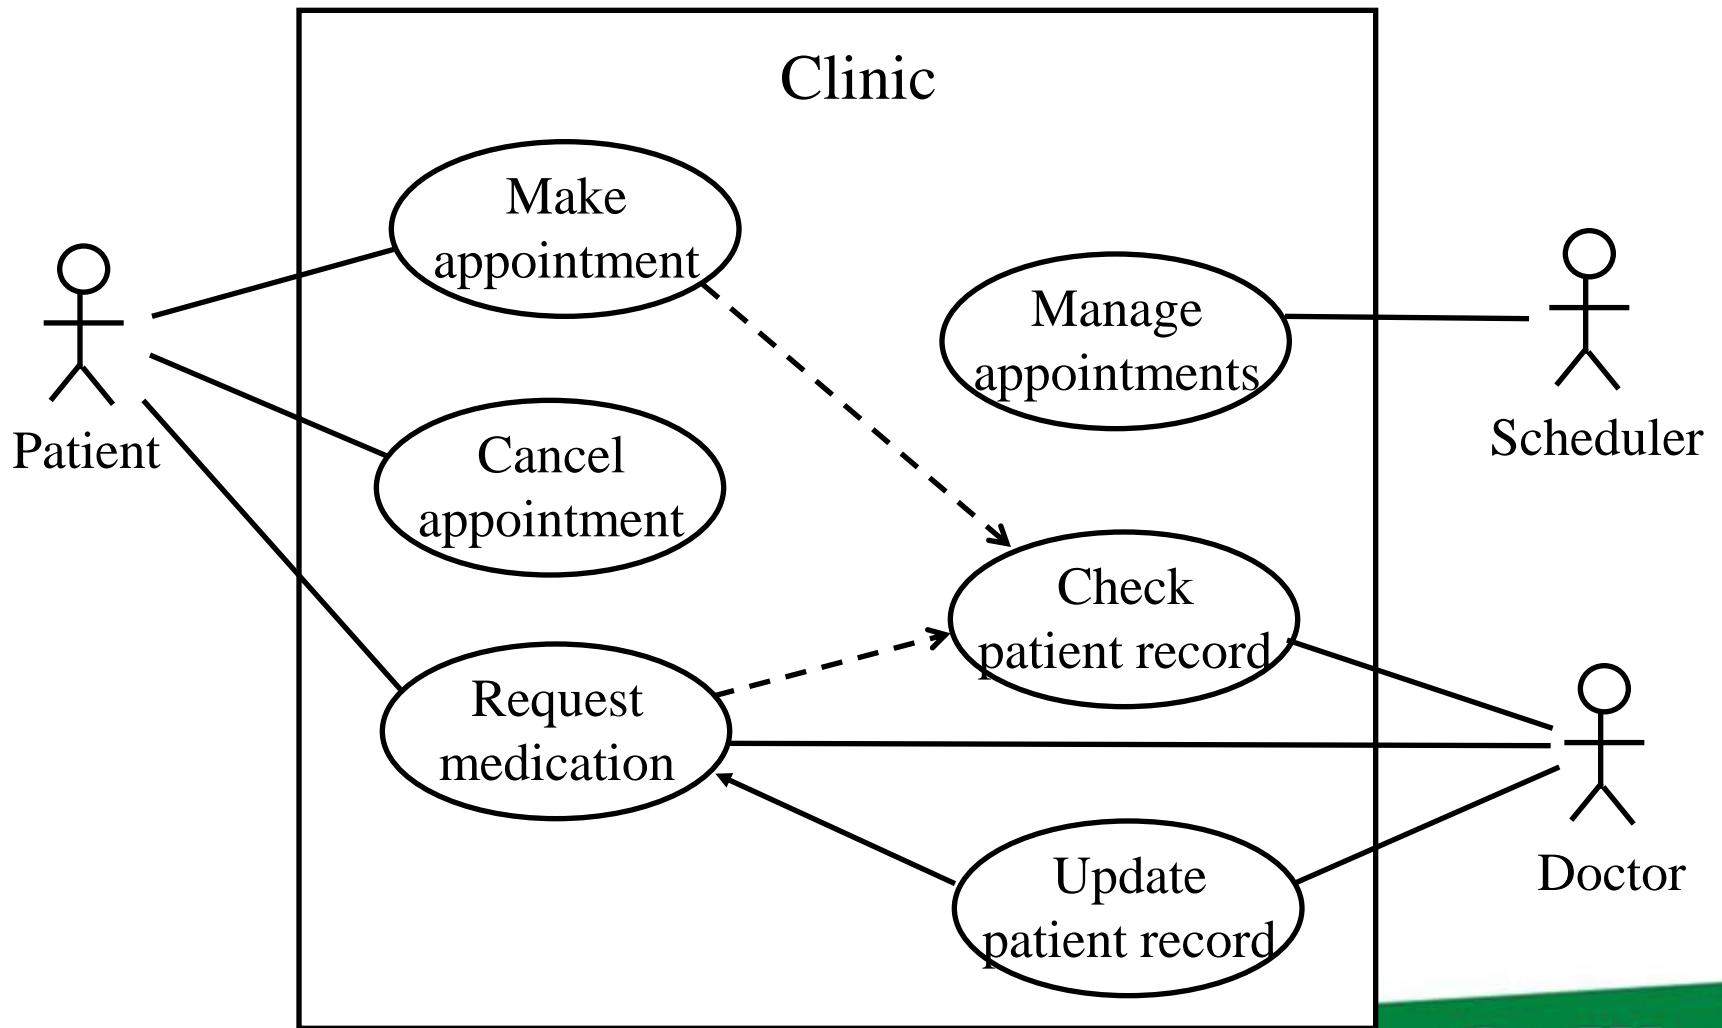 Clinic
Make
appointment
Manage
appointments
Patient
Cancel
appointment
Scheduler
Check
patient record
Request
medication
Update
patient record
Doctor